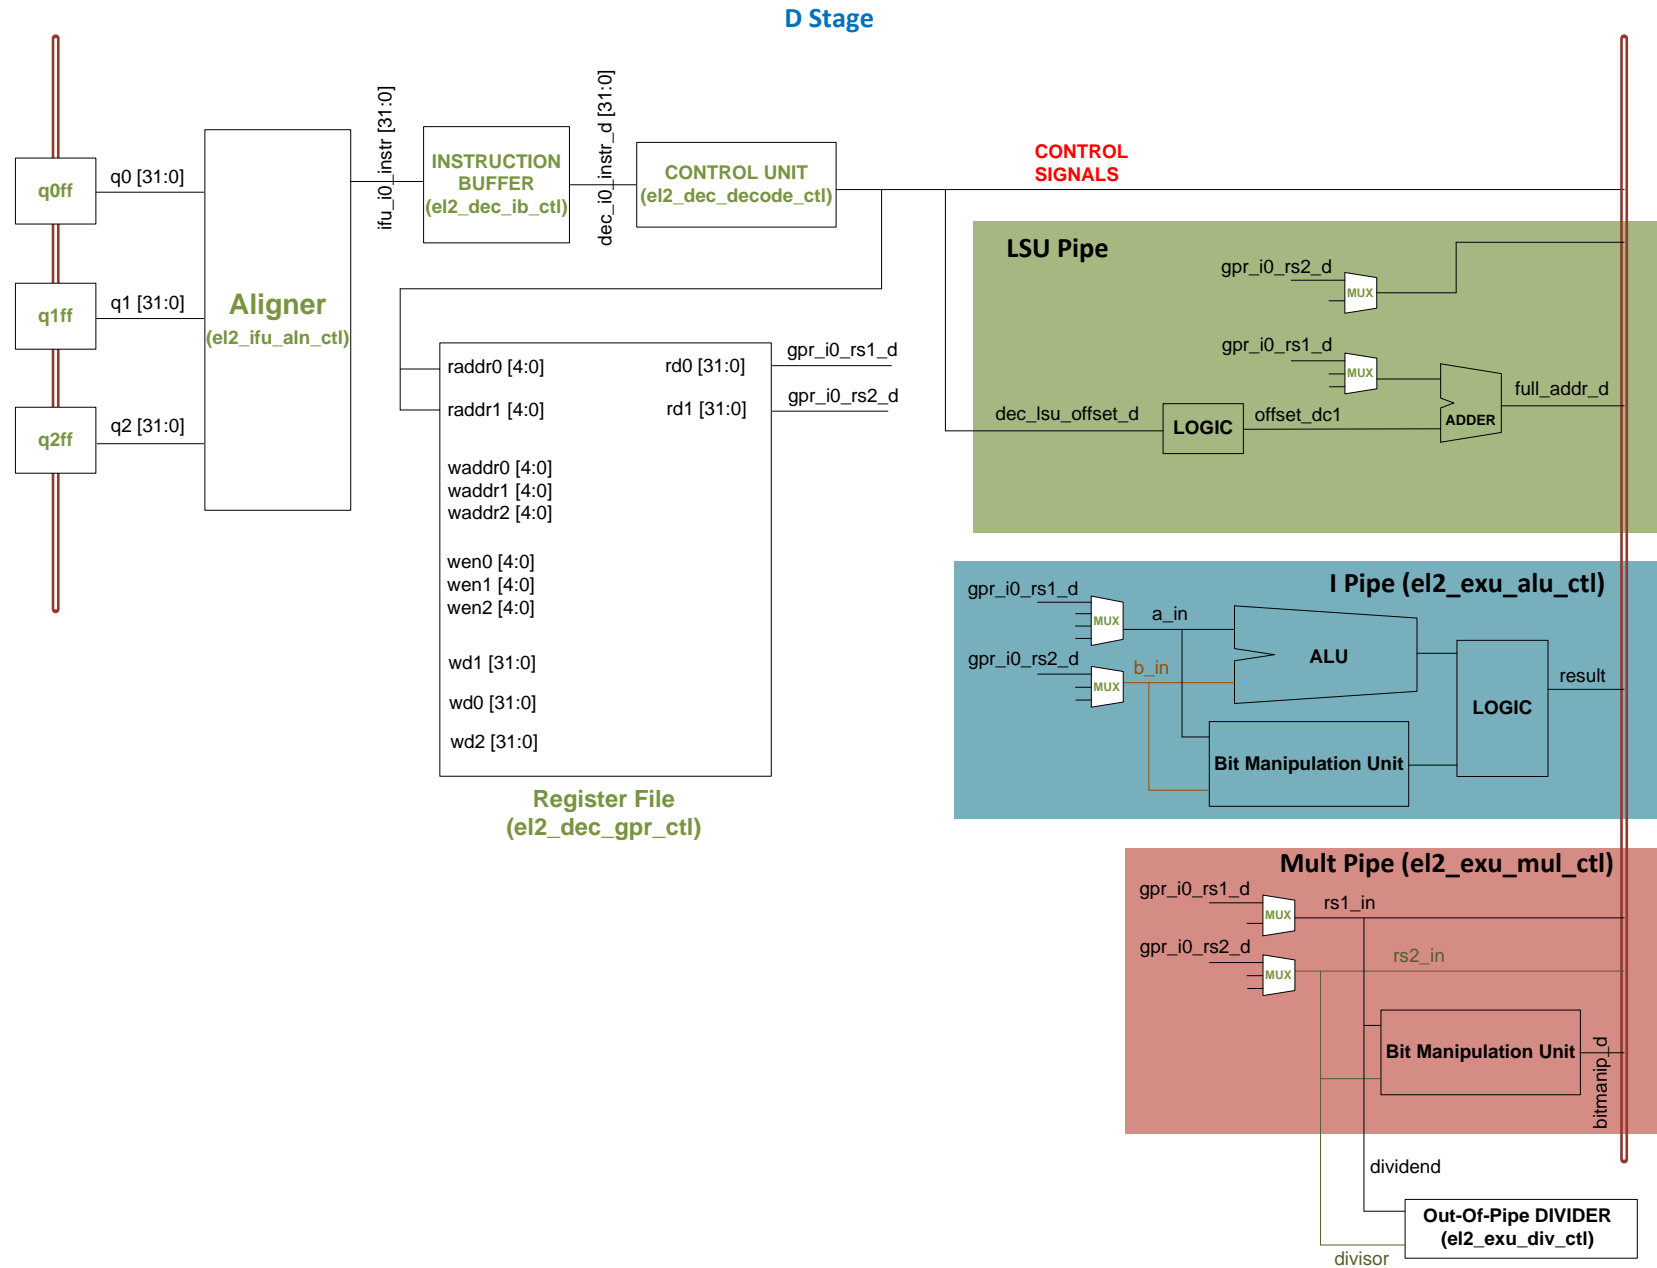 D Stage
q0ff
q0 [31:0]
q1ff
q1 [31:0]
q2ff
q2 [31:0]
Aligner
(el2_ifu_aln_ctl)
ifu_i0_instr [31:0]
INSTRUCTION
BUFFER
(el2_dec_ib_ctl)
dec_i0_instr_d [31:0]
CONTROL UNIT
(el2_dec_decode_ctl)
CONTROL
SIGNALS
raddr0 [4:0]
raddr1 [4:0]
rd0 [31:0]
rd1 [31:0]
gpr_i0_rs1_d
gpr_i0_rs2_d
waddr0 [4:0]
waddr1 [4:0]
waddr2 [4:0]
wen0 [4:0]
wen1 [4:0]
wen2 [4:0]
wd1 [31:0]
wd0 [31:0]
wd2 [31:0]
Register File
(el2_dec_gpr_ctl)
LSU Pipe
gpr_i0_rs2_d
MUX
gpr_i0_rs1_d
MUX
dec_lsu_offset_d
LOGIC
offset_dc1
ADDER
full_addr_d
I Pipe (el2_exu_alu_ctl)
gpr_i0_rs1_d
MUX
a_in
gpr_i0_rs2_d
MUX
b_in
ALU
Bit Manipulation Unit
LOGIC
result
Mult Pipe (el2_exu_mul_ctl)
gpr_i0_rs1_d
MUX
rs1_in
gpr_i0_rs2_d
MUX
rs2_in
Bit Manipulation Unit
bitmanip_d
dividend
Out-Of-Pipe DIVIDER
(el2_exu_div_ctl)
divisor